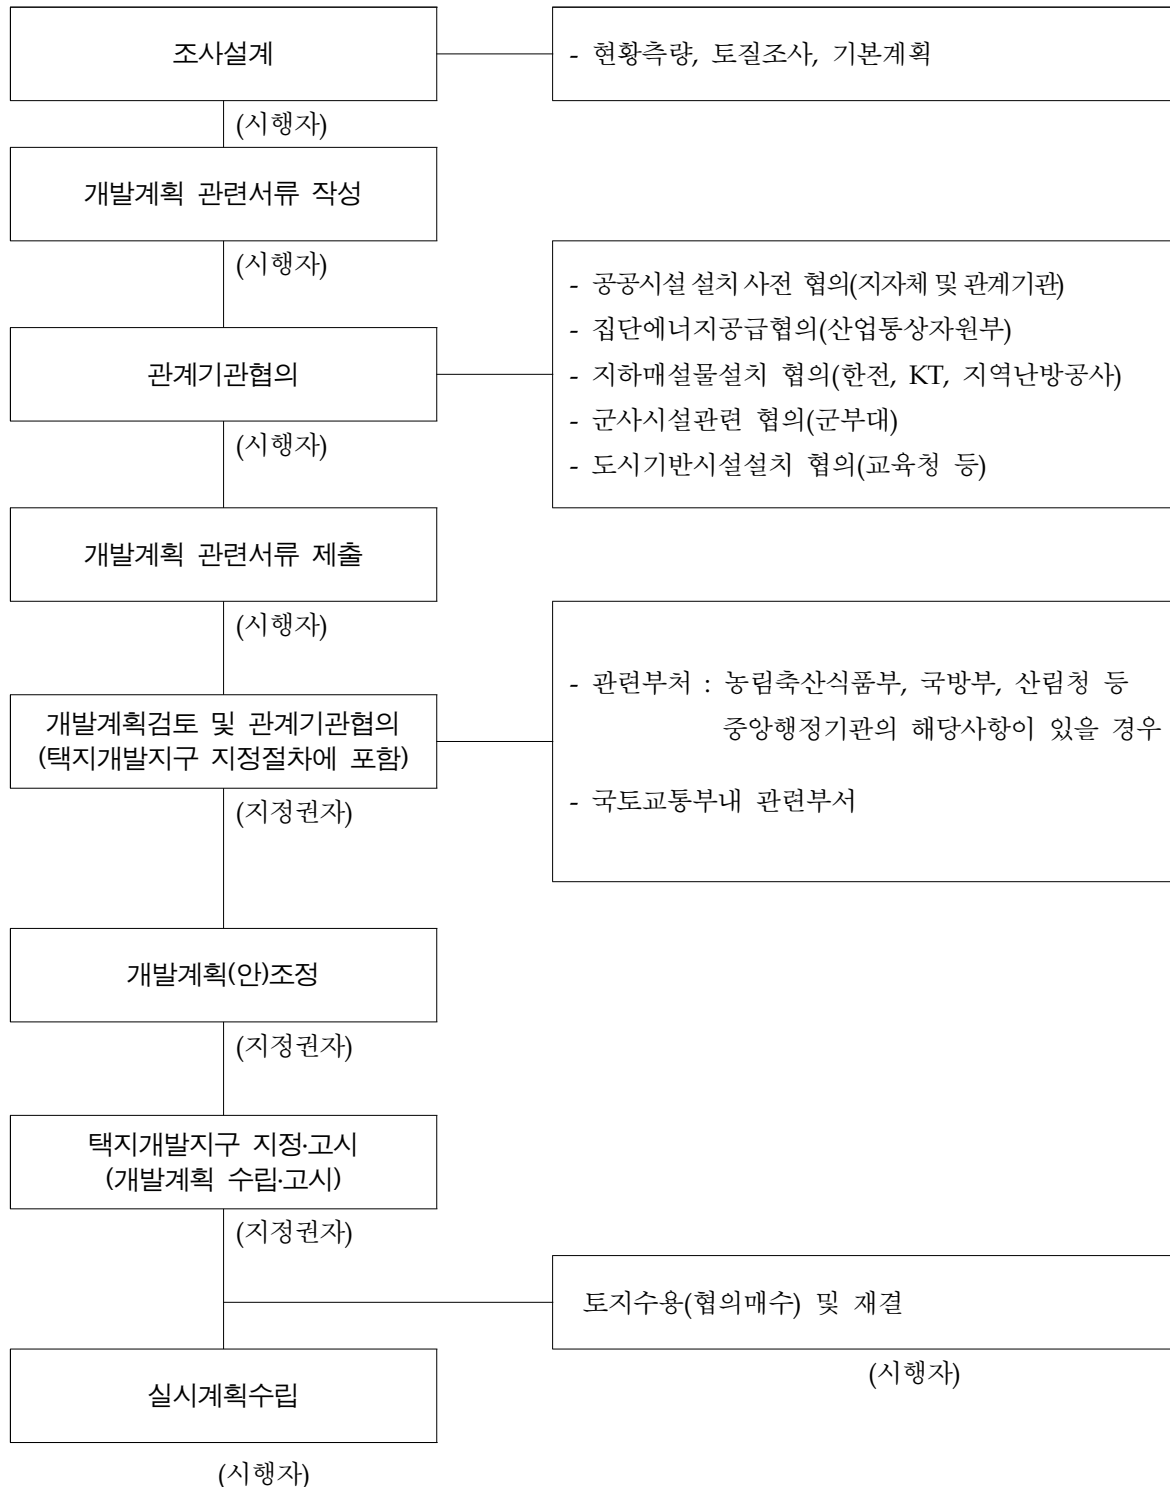 조사설계
- 현황측량, 토질조사, 기본계획
(시행자)
개발계획 관련서류 작성
(시행자)
- 공공시설 설치 사전 협의(지자체 및 관계기관)
- 집단에너지공급협의(산업통상자원부)
관계기관협의
- 지하매설물설치 협의(한전, KT, 지역난방공사)
- 군사시설관련 협의(군부대)
(시행자)
- 도시기반시설설치 협의(교육청 등)
개발계획 관련서류 제출
(시행자)
- 관련부처 : 농림축산식품부, 국방부, 산림청 등
중앙행정기관의 해당사항이 있을 경우
개발계획검토 및 관계기관협의
(택지개발지구 지정절차에 포함)
- 국토교통부내 관련부서
(지정권자)
개발계획(안)조정
(지정권자)
택지개발지구 지정·고시
(개발계획 수립·고시)
(지정권자)
토지수용(협의매수) 및 재결
(시행자)
실시계획수립
(시행자)